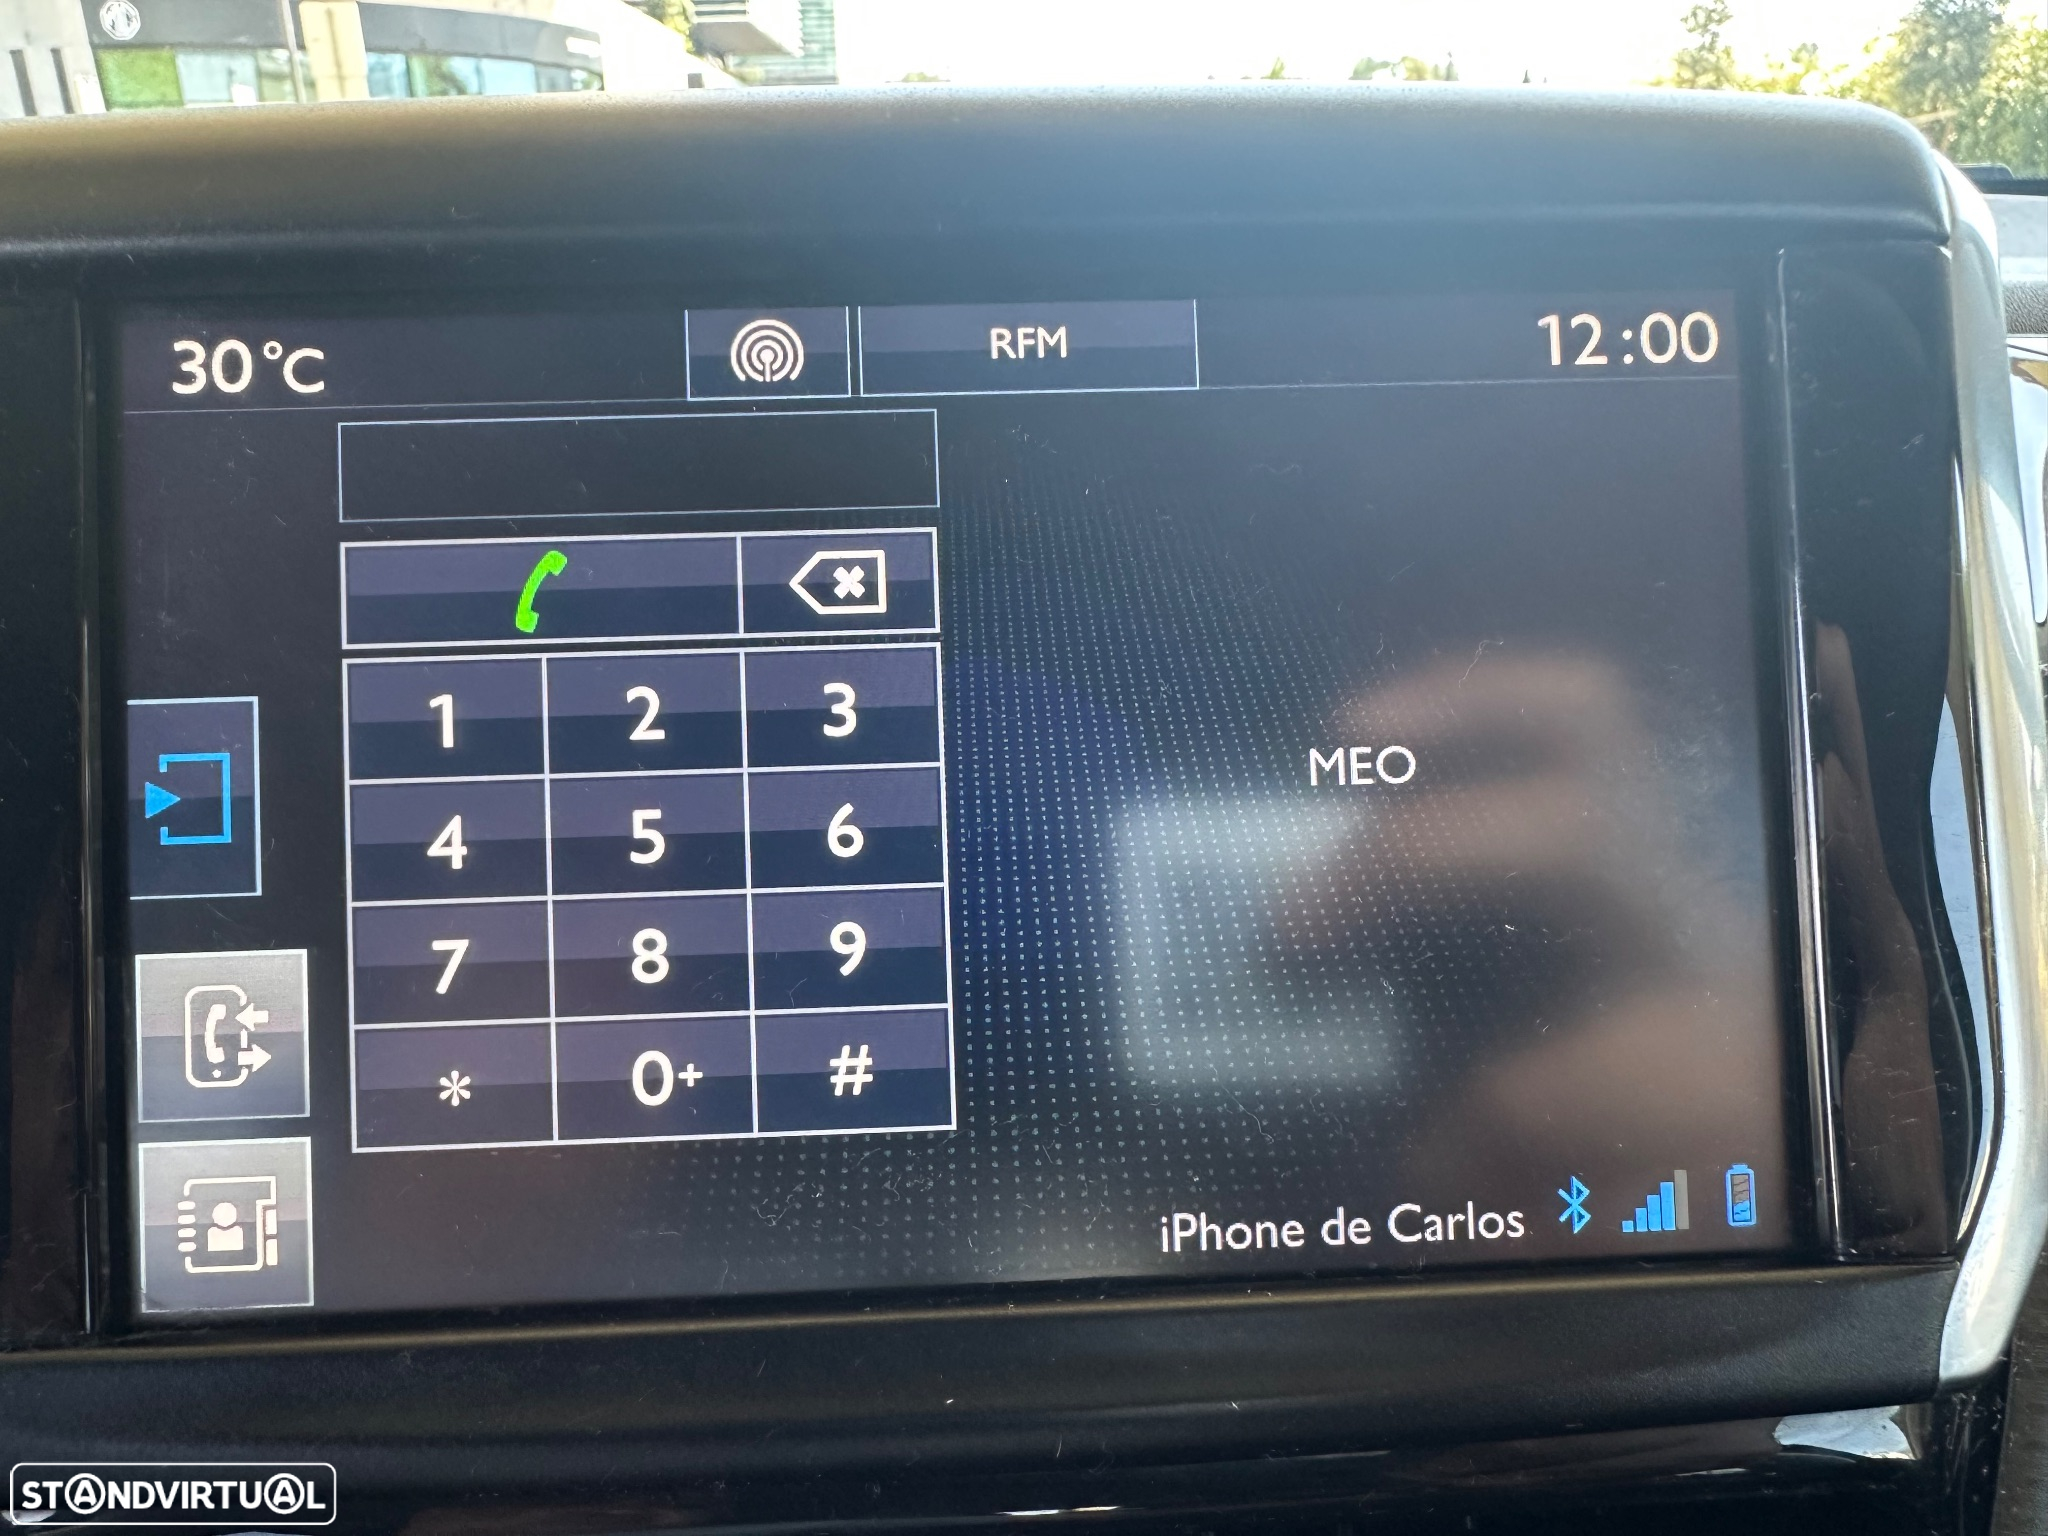 30°C
RFM
12:00
1 2 3
4 5 6
7 8 9
* 0+ #
MEO
iPhone de Carlos
STANDVIRTUAL